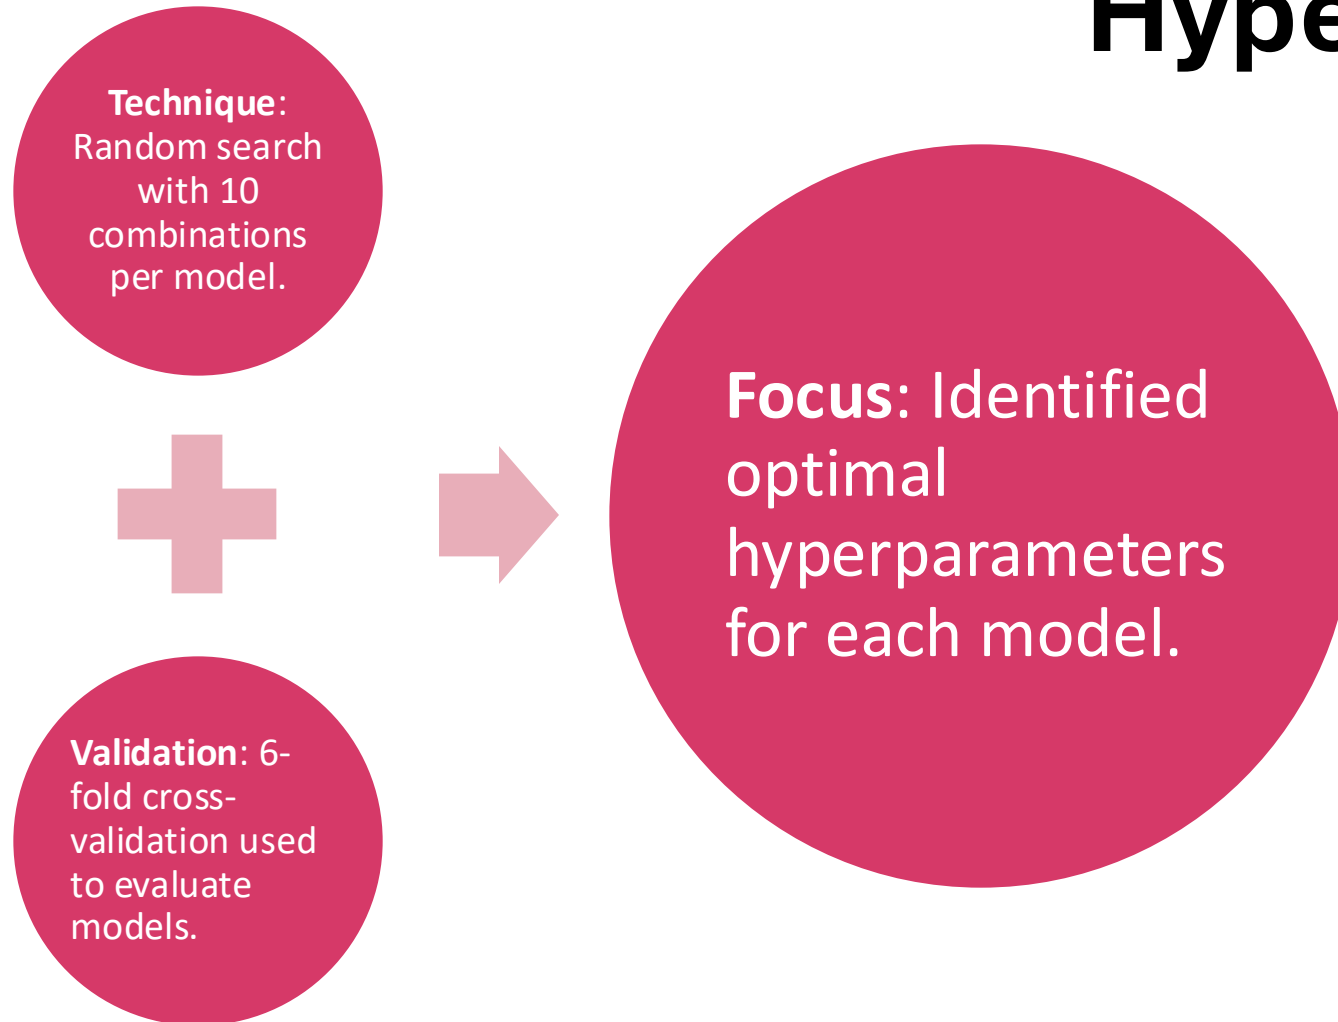 Hype
Technique:
Random search
with 10
combinations
per model.
Validation: 6-
fold cross-
validation used
to evaluate
models.
Focus: Identified
optimal
hyperparameters
for each model.